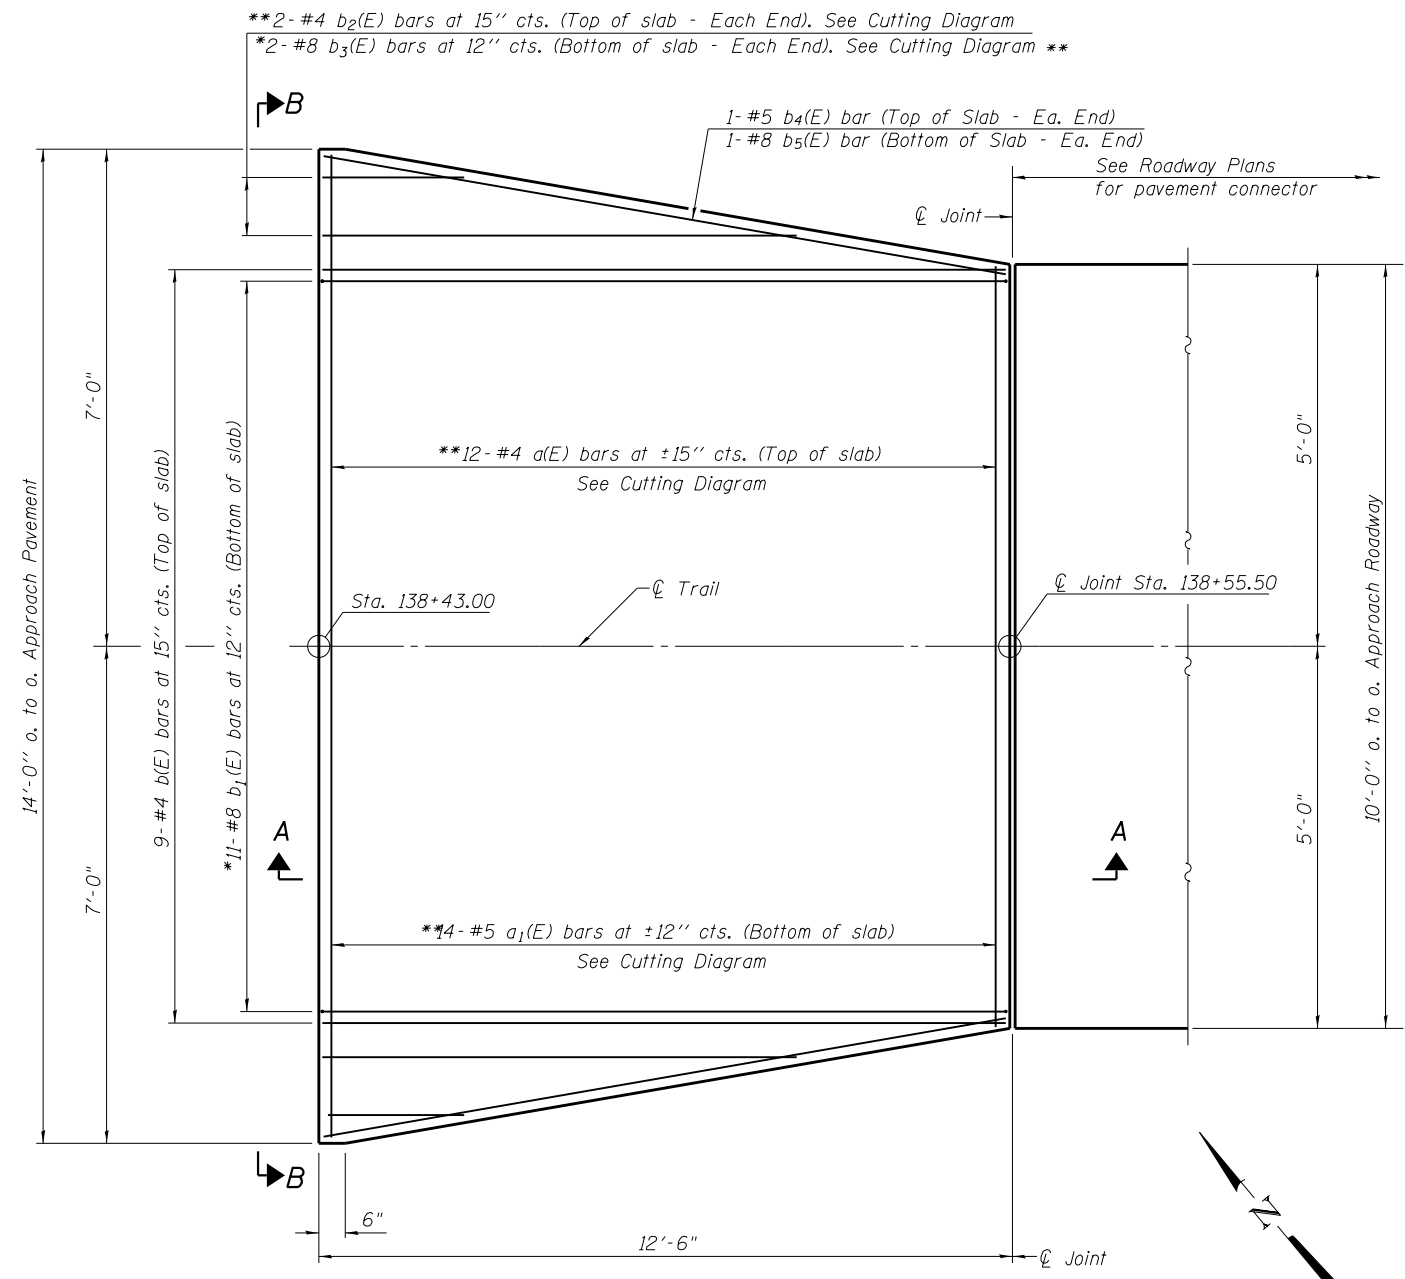 **2-#4 b2(E) bars at 15'' cts. (Top of slab - Each End). See Cutting Diagram
*2-#8 b3(E) bars at 12'' cts. (Bottom of slab - Each End). See Cutting Diagram **
B
1-#5 b4(E) bar (Top of Slab - Ea. End)
1-#8 b5(E) bar (Bottom of Slab - Ea. End)
See Roadway Plans
for pavement connector
℄ Joint
7'-0"
5'-0"
**12-#4 a(E) bars at ±15'' cts. (Top of slab)
See Cutting Diagram
14'-0'' o. to o. Approach Pavement
9-#4 b(E) bars at 15'' cts. (Top of slab)
*11-#8 b1(E) bars at 12'' cts. (Bottom of slab)
10'-0'' o. to o. Approach Roadway
℄ Trail
℄ Joint Sta. 138+55.50
Sta. 138+43.00
A
A
7'-0"
5'-0"
**14-#5 a1(E) bars at ±12'' cts. (Bottom of slab)
See Cutting Diagram
B
6"
12'-6"
℄ Joint
N